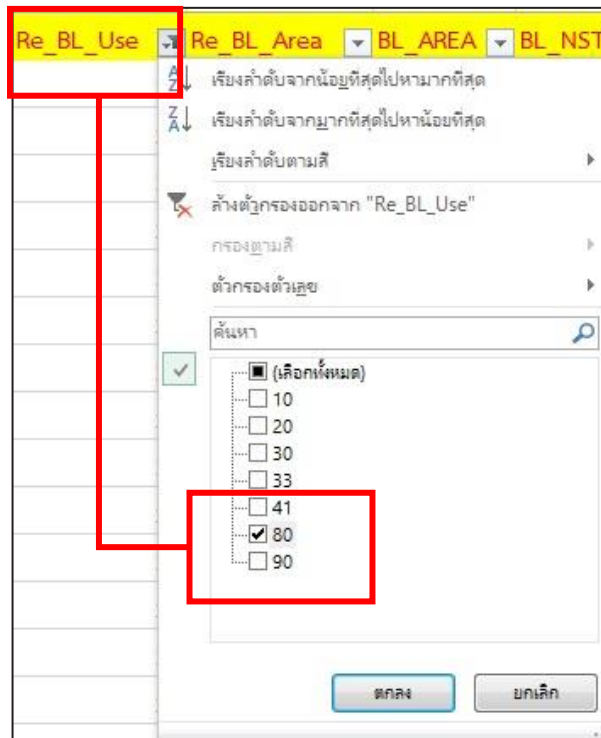 Re_BL_Use Re_BL_Area BL_AREA BL_NST
เรียงลำดับจากน้อยที่สุดไปหามากที่สุด
เรียงลำดับจากมากที่สุดไปหาน้อยที่สุด
เรียงลำดับตามสี
ล้างตัวกรองออกจาก "Re_BL_Use"
กรองตามสี
ตัวกรองตัวเลข
ค้นหา
(เลือกทั้งหมด)
10
20
30
33
41
80
90
ตกลง ยกเลิก